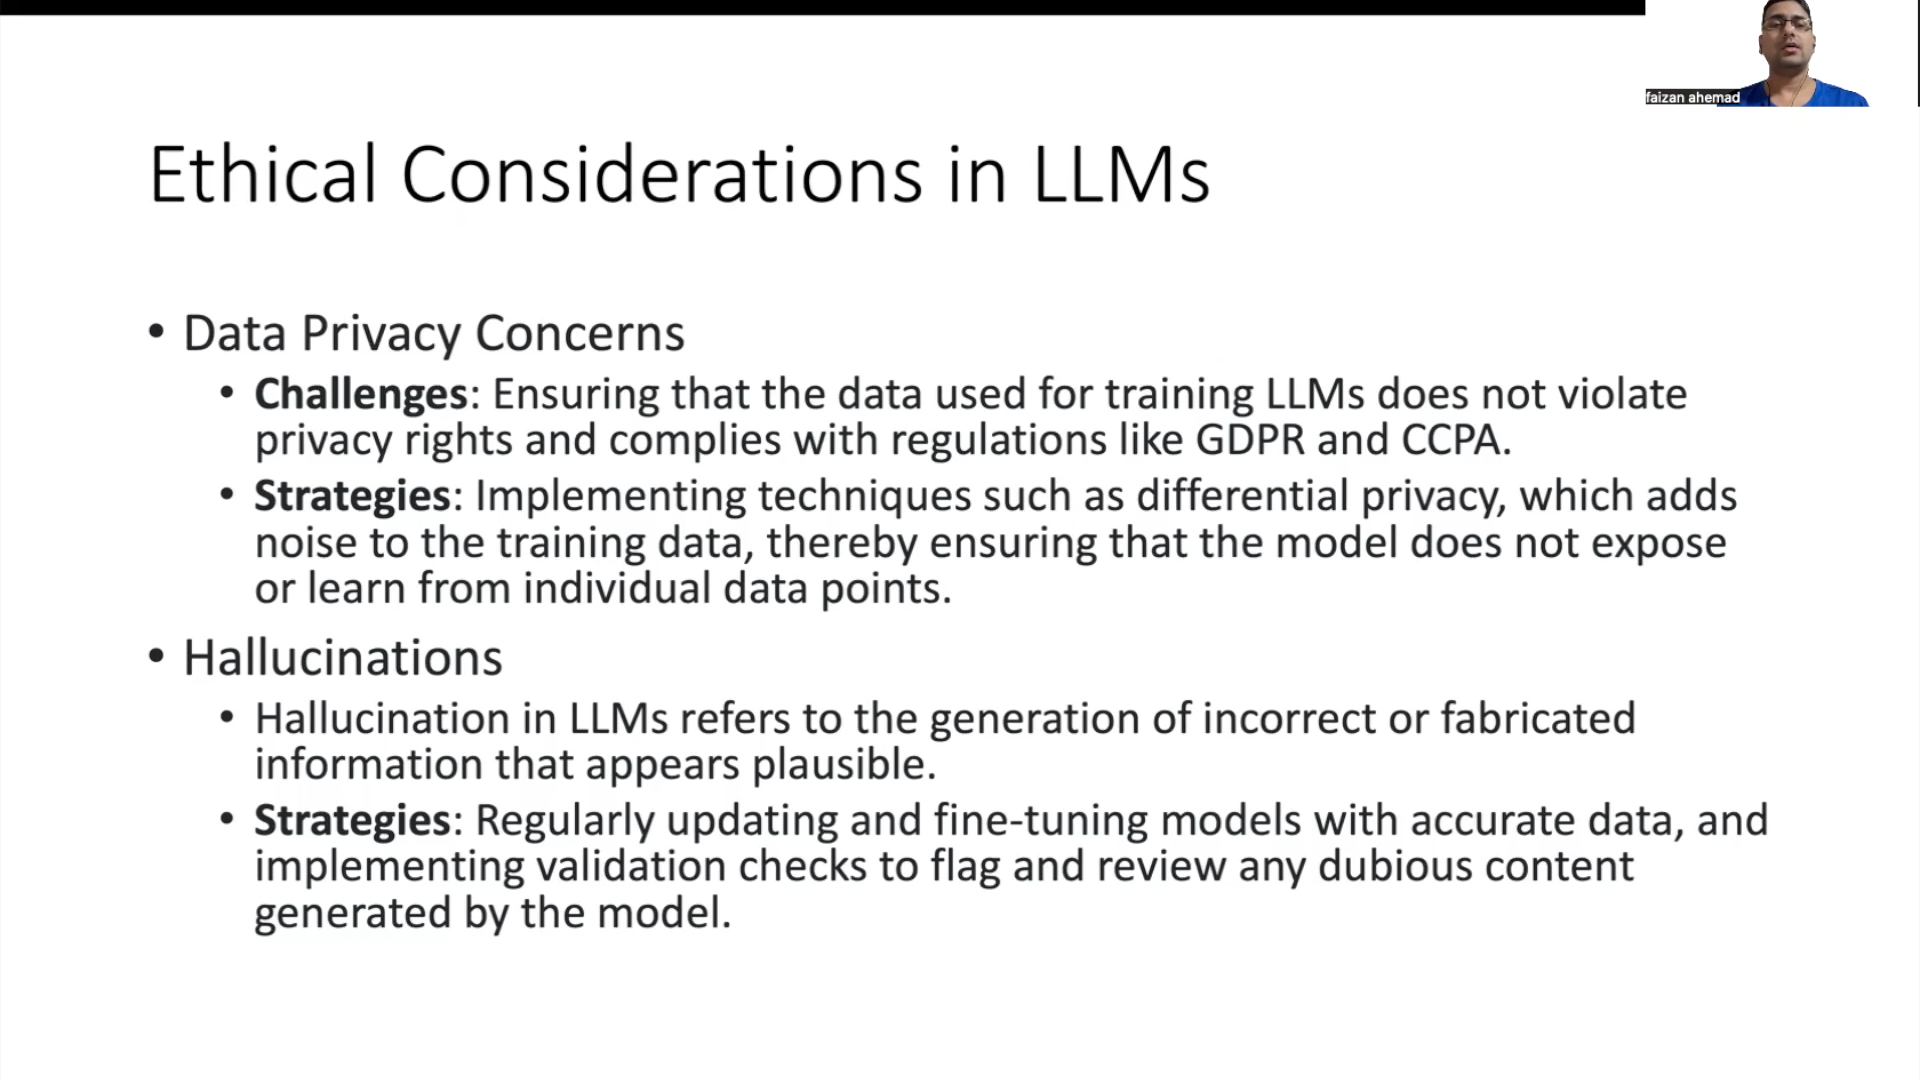 faizan ahemad
Ethical Considerations in LLMs
• Data Privacy Concerns
• Challenges: Ensuring that the data used for training LLMs does not violate
privacy rights and complies with regulations like GDPR and CCPA.
• Strategies: Implementing techniques such as differential privacy, which adds
noise to the training data, thereby ensuring that the model does not expose
or learn from individual data points.
• Hallucinations
• Hallucination in LLMs refers to the generation of incorrect or fabricated
information that appears plausible.
• Strategies: Regularly updating and fine-tuning models with accurate data, and
implementing validation checks to flag and review any dubious content
generated by the model.